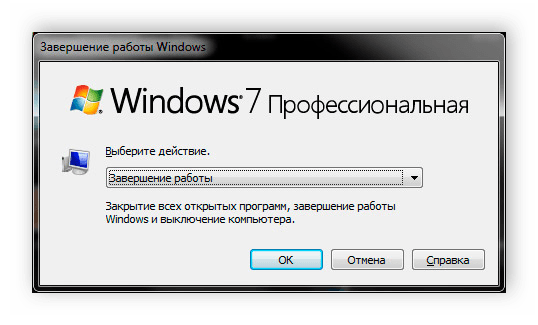 Завершение работы Windows
Windows 7 Профессиональная
Выберите действие.
Завершение работы
Закрытие всех открытых программ, завершение работы
Windows и выключение компьютера.
OK Отмена Справка